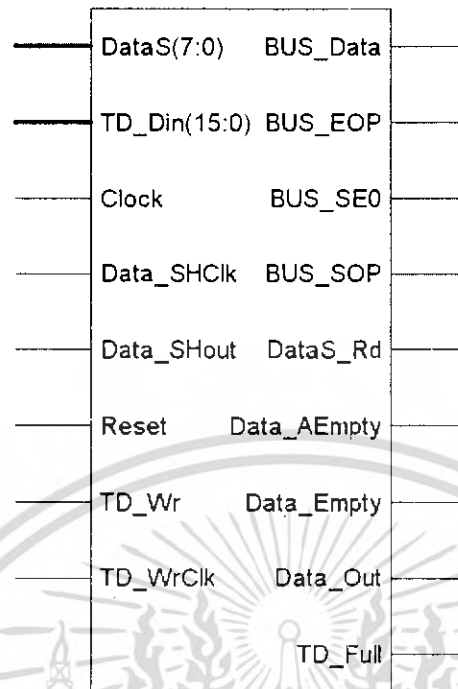 DataS(7:0) BUS_Data
TD_Din(15:0) BUS_EOP
Clock BUS_SE0
Data_SHClk BUS_SOP
Data_SHout DataS_Rd
Reset Data_AEmpty
TD_Wr Data_Empty
TD_WrClk Data_Out
TD_Full